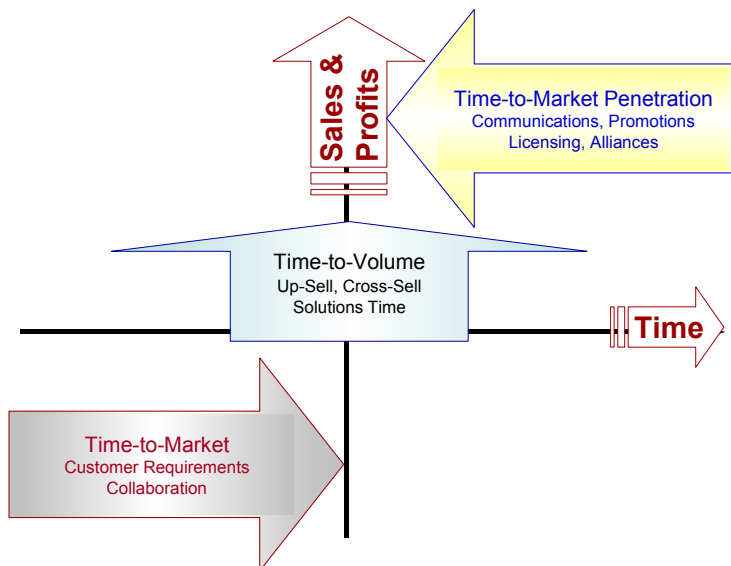 Sales &
Profits
Time-to-Market Penetration
Communications, Promotions
Licensing, Alliances
Time-to-Volume
Up-Sell, Cross-Sell
Solutions Time
Time
Time-to-Market
Customer Requirements
Collaboration